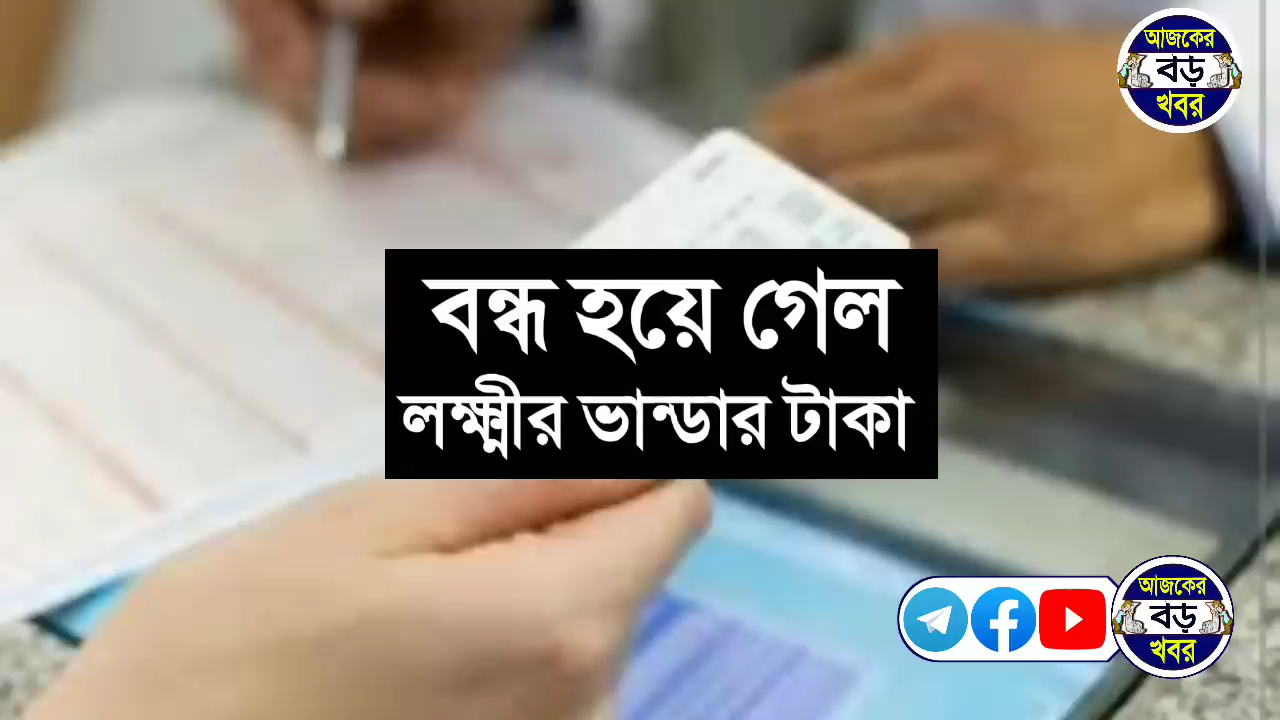 আজকের
বড়
খবর
বন্ধ হয়ে গেল
লক্ষ্মীর ভান্ডার টাকা
আজকের
বড়
খবর